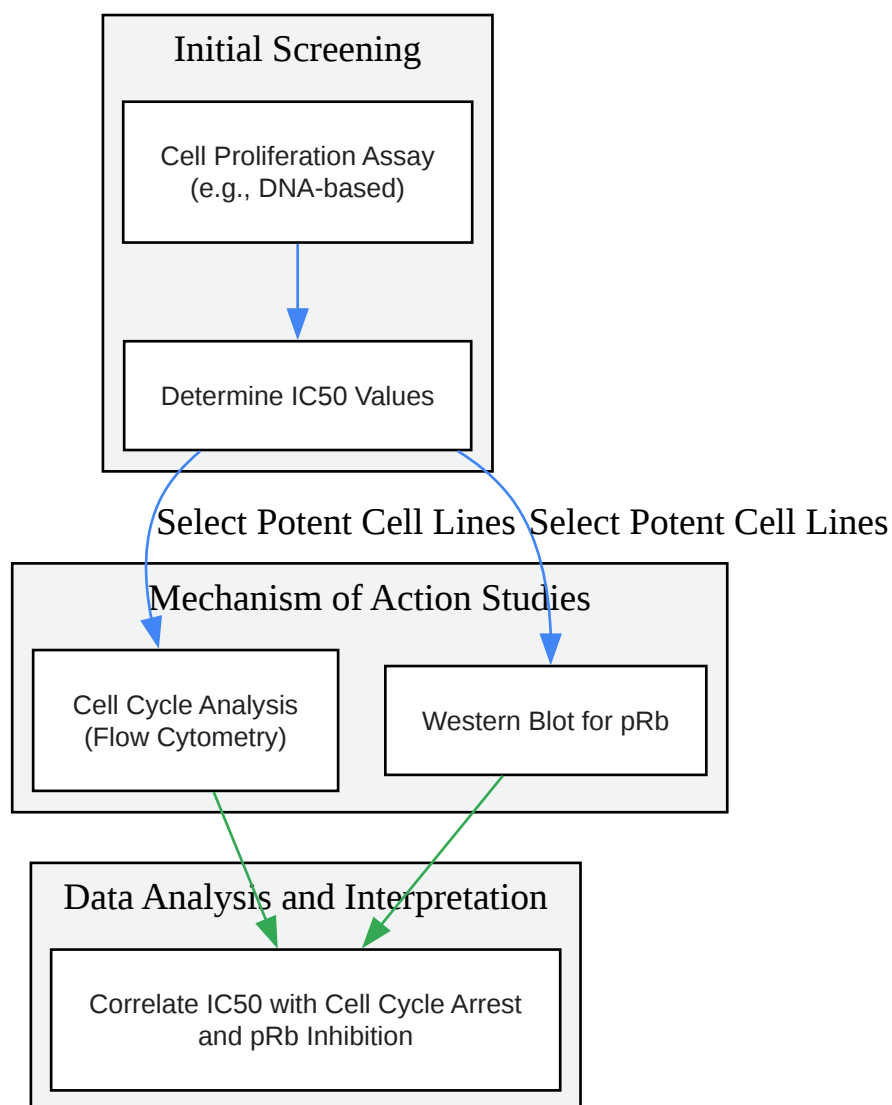 Initial Screening
Cell Proliferation Assay
(e.g., DNA-based)
Determine IC50 Values
Select Potent Cell Lines
Select Potent Cell Lines
Mechanism of Action Studies
Cell Cycle Analysis
(Flow Cytometry)
Western Blot for pRb
Data Analysis and Interpretation
Correlate IC50 with Cell Cycle Arrest
and pRb Inhibition